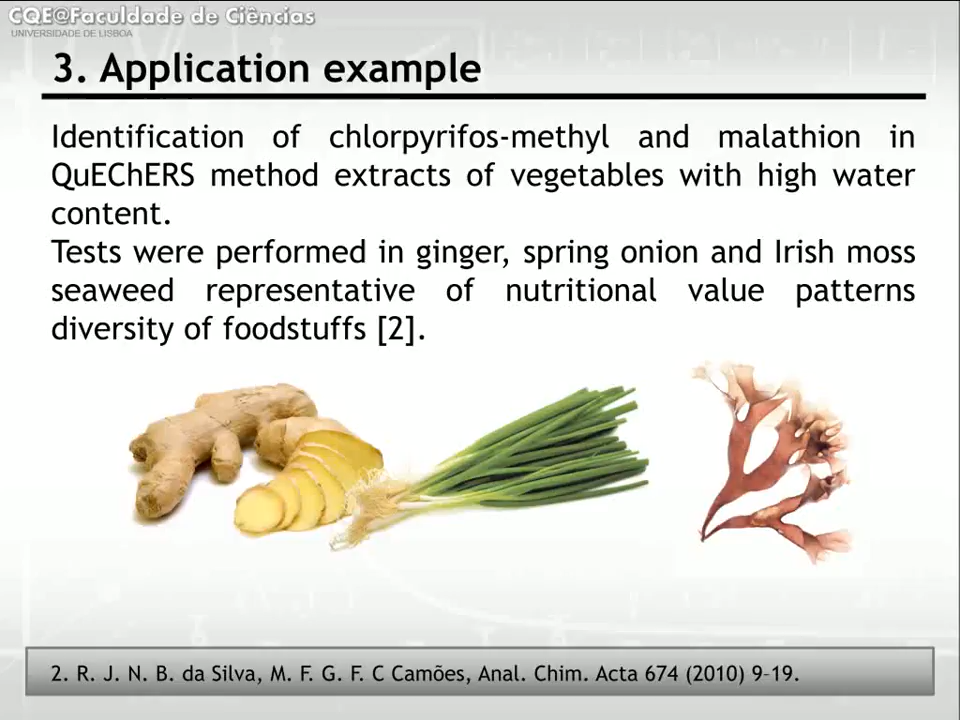 CQE@Faculdade de Ciências
UNIVERSIDADE DE LISBOA
3. Application example
Identification of chlorpyrifos-methyl and malathion in
QuEChERS method extracts of vegetables with high water
content.
Tests were performed in ginger, spring onion and Irish moss
seaweed representative of nutritional value patterns
diversity of foodstuffs [2].
2. R. J. N. B. da Silva, M. F. G. F. C Camões, Anal. Chim. Acta 674 (2010) 9–19.